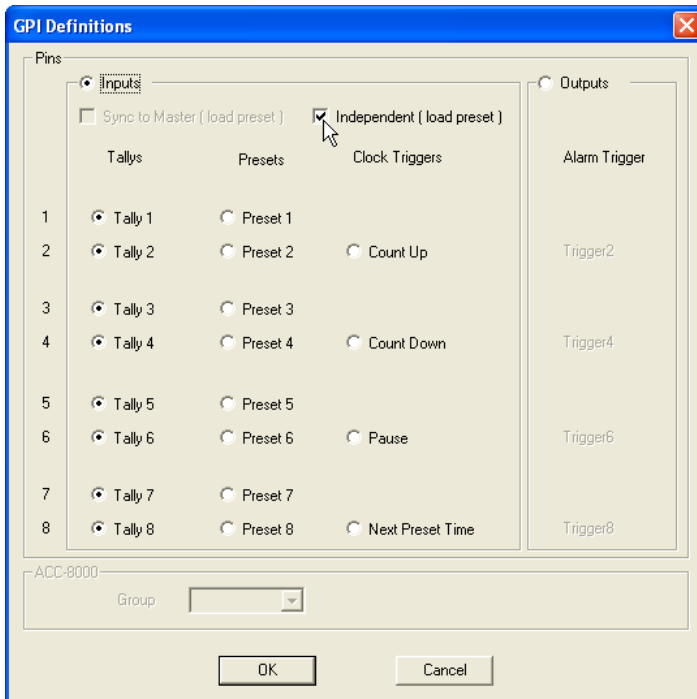 GPI Definitions
Pins
Inputs Outputs
Sync to Master ( load preset ) Independent ( load preset )
Tallys Presets Clock Triggers Alarm Trigger
1 Tally 1 Preset 1
2 Tally 2 Preset 2 Count Up Trigger2
3 Tally 3 Preset 3
4 Tally 4 Preset 4 Count Down Trigger4
5 Tally 5 Preset 5
6 Tally 6 Preset 6 Pause Trigger6
7 Tally 7 Preset 7
8 Tally 8 Preset 8 Next Preset Time Trigger8
ACC-8000
Group
OK Cancel